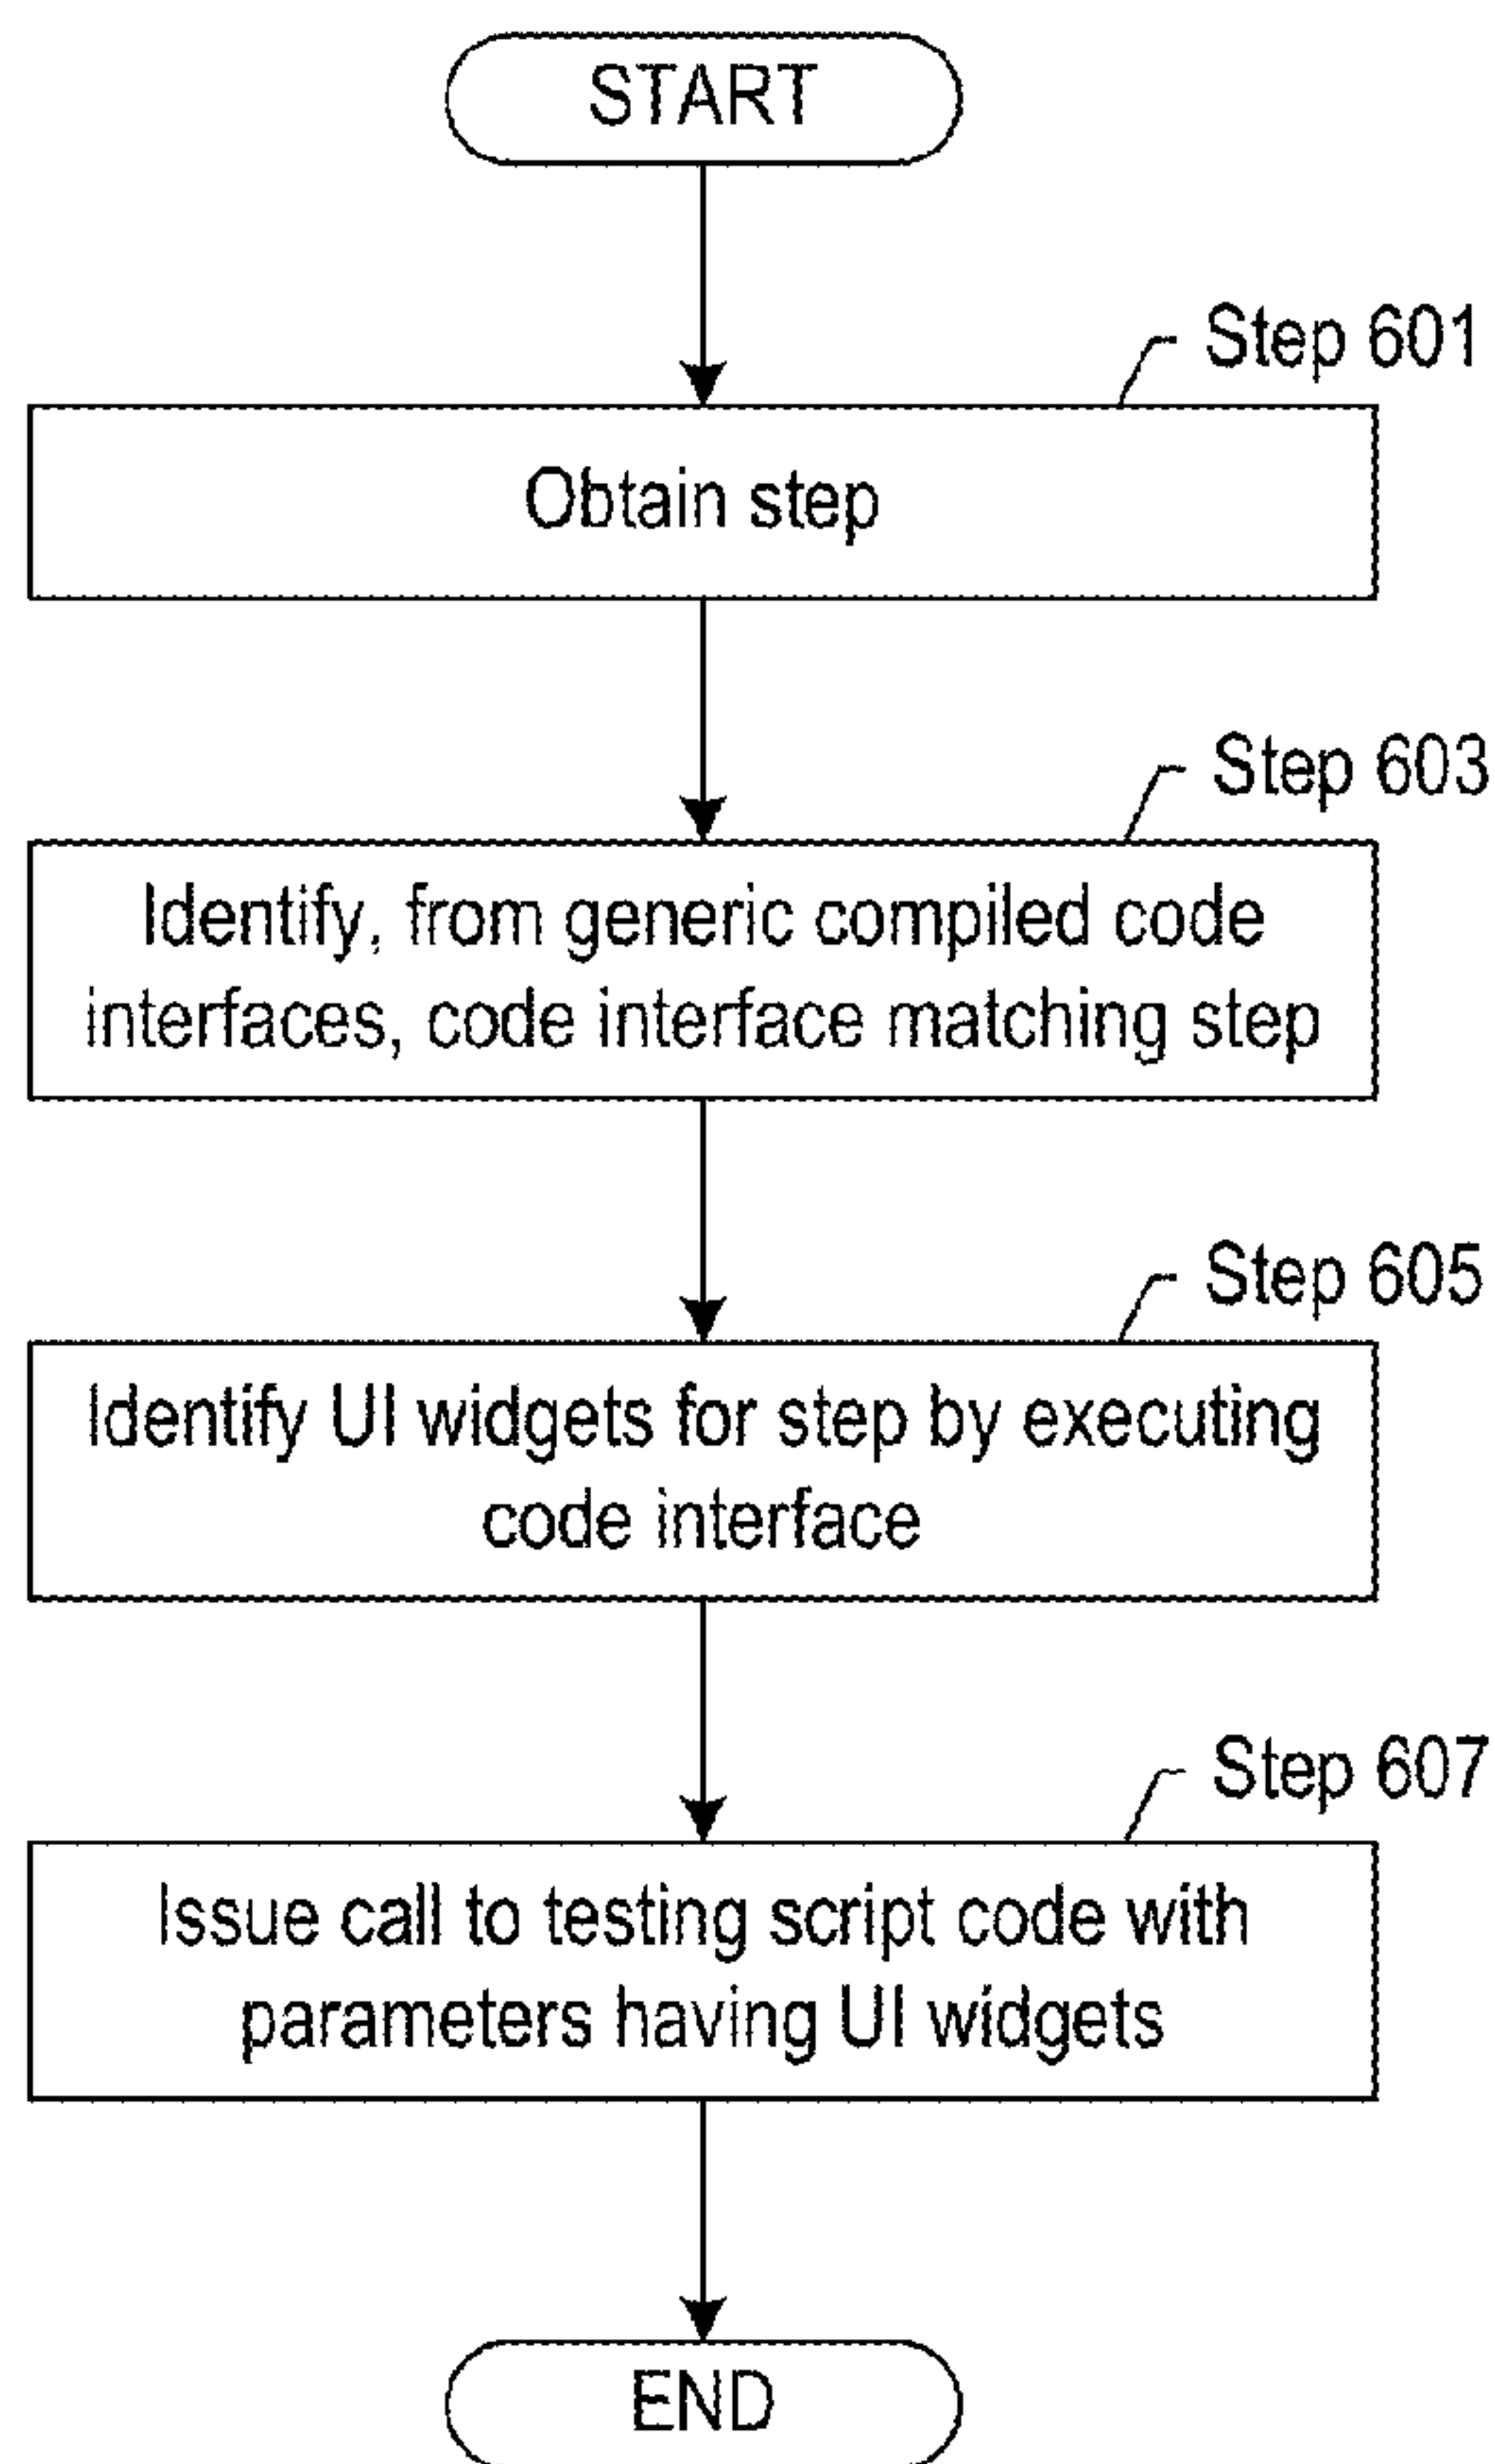 START
Step 601
Obtain step
Step 603
Identify, from generic compiled code
interfaces, code interface matching step
Step 605
Identify UI widgets for step by executing
code interface
Step 607
Issue call to testing script code with
parameters having UI widgets
END